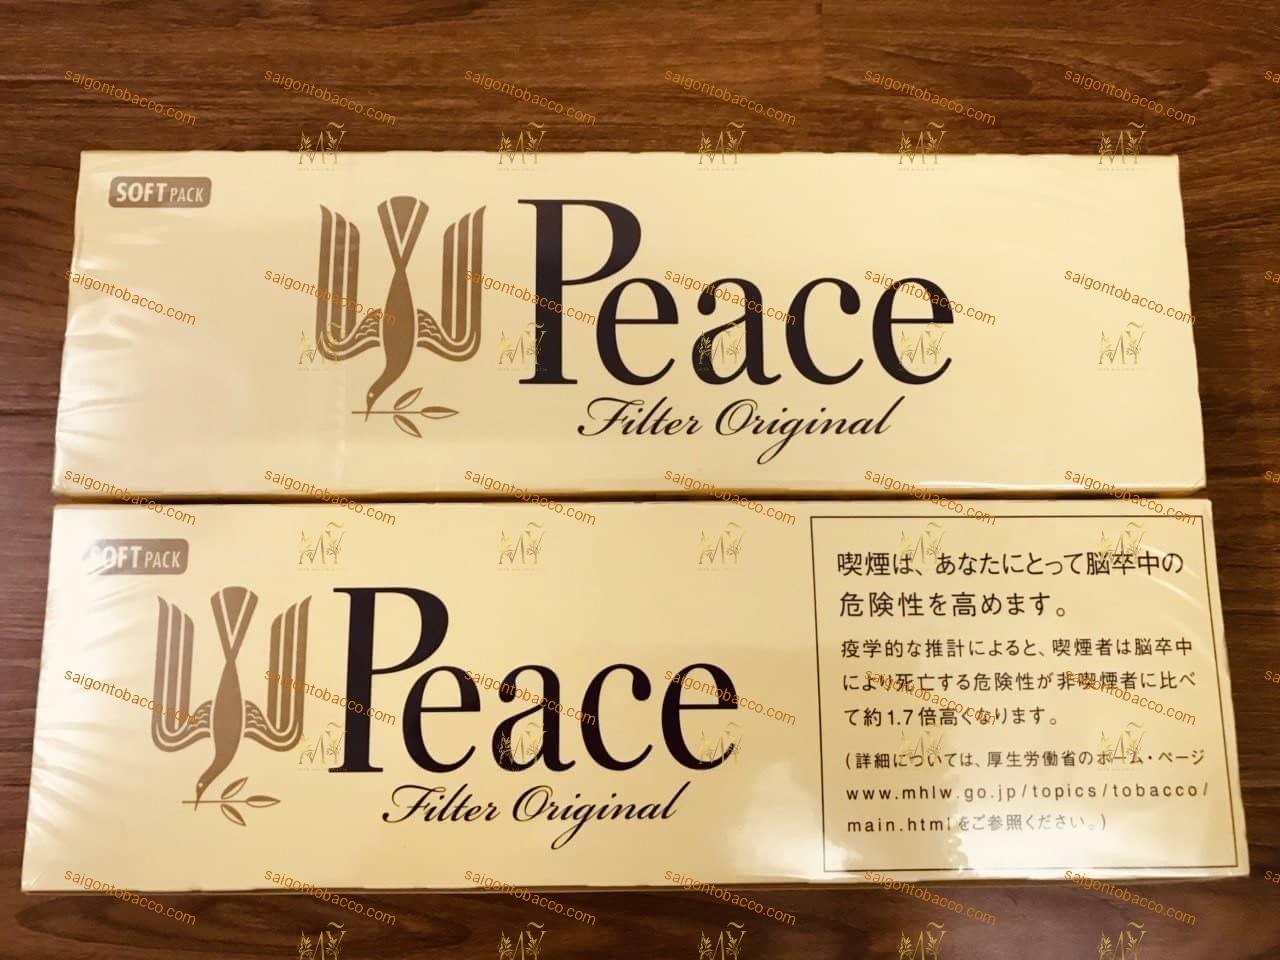 SOFT PACK
Peace
Filter Original
SOFT PACK
Peace
Filter Original
喫煙は、あなたにとって脳卒中の
危険性を高めます。
疫学的な推計によると、喫煙者は脳卒中
により死亡する危険性が非喫煙者に比べ
て約1.7倍高くなります。
(詳細については、厚生労働省のホーム・ページ
www.mhlw.go.jp/topics/tobacco/
main.htmlをご参照ください。)
saigontobacco.com
MỸ